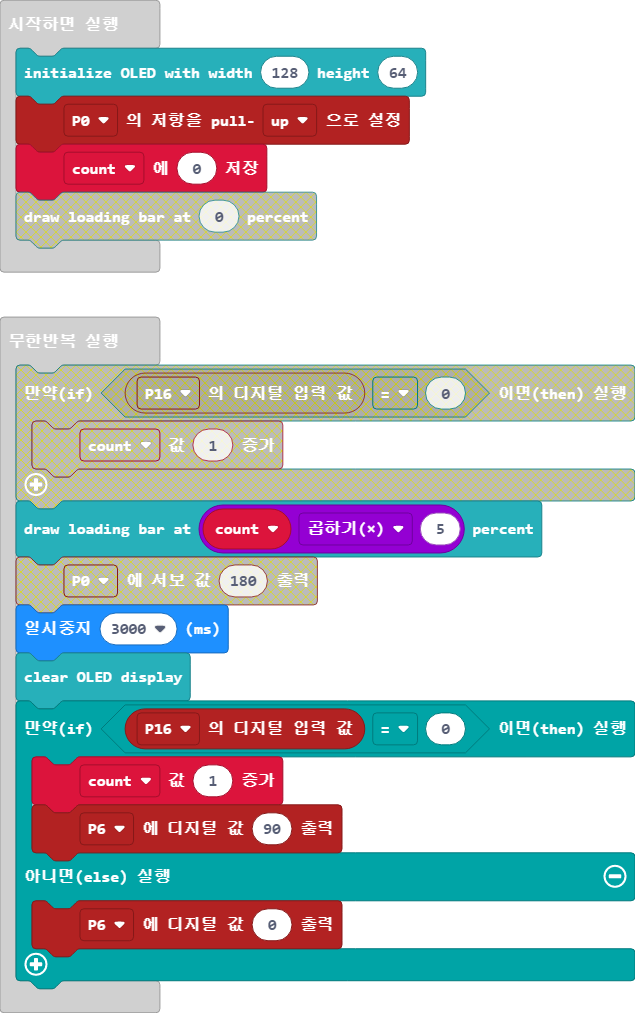 시작하면 실행
initialize OLED with width 128 height 64
P0 의 저항을 pull- up 으로 설정
count 에 0 저장
draw loading bar at 0 percent
무한반복 실행
만약(if) P16 의 디지털 입력 값 = 0 이면(then) 실행
count 값 1 증가
draw loading bar at count 곱하기(×) 5 percent
P0 에 서보 값 180 출력
일시중지 3000 (ms)
clear OLED display
만약(if) P16 의 디지털 입력 값 = 0 이면(then) 실행
count 값 1 증가
P6 에 디지털 값 90 출력
아니면(else) 실행
P6 에 디지털 값 0 출력